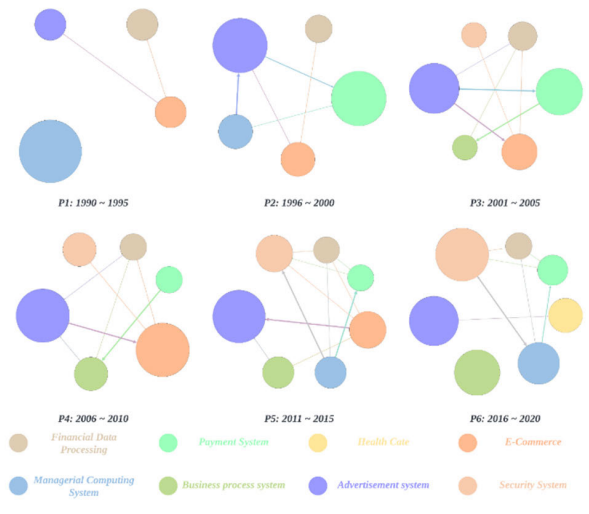 P1: 1990 ~ 1995
P2: 1996 ~ 2000
P3: 2001 ~ 2005
P4: 2006 ~ 2010
P5: 2011 ~ 2015
P6: 2016 ~ 2020
Financial Data
Processing
Payment System
Health Care
E-Commerce
Managerial Computing
System
Business process system
Advertisement system
Security System